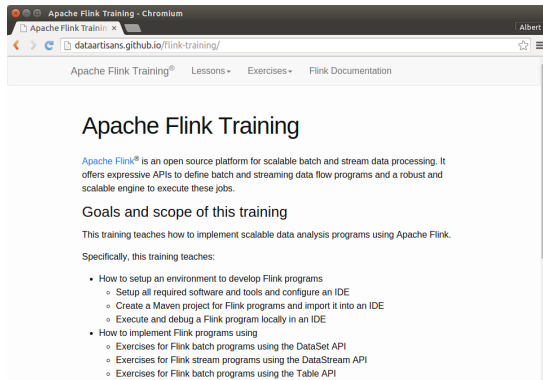 Apache Flink Training - Chromium
Apache Flink Trainin ×
Albert
dataartisans.github.io/flink-training/
Apache Flink Training® Lessons Exercises Flink Documentation
Apache Flink Training
Apache Flink® is an open source platform for scalable batch and stream data processing. It
offers expressive APIs to define batch and streaming data flow programs and a robust and
scalable engine to execute these jobs.
Goals and scope of this training
This training teaches how to implement scalable data analysis programs using Apache Flink.
Specifically, this training teaches:
• How to setup an environment to develop Flink programs
◦ Setup all required software and tools and configure an IDE
◦ Create a Maven project for Flink programs and import it into an IDE
◦ Execute and debug a Flink program locally in an IDE
• How to implement Flink programs using
◦ Exercises for Flink batch programs using the DataSet API
◦ Exercises for Flink stream programs using the DataStream API
◦ Exercises for Flink batch programs using the Table API